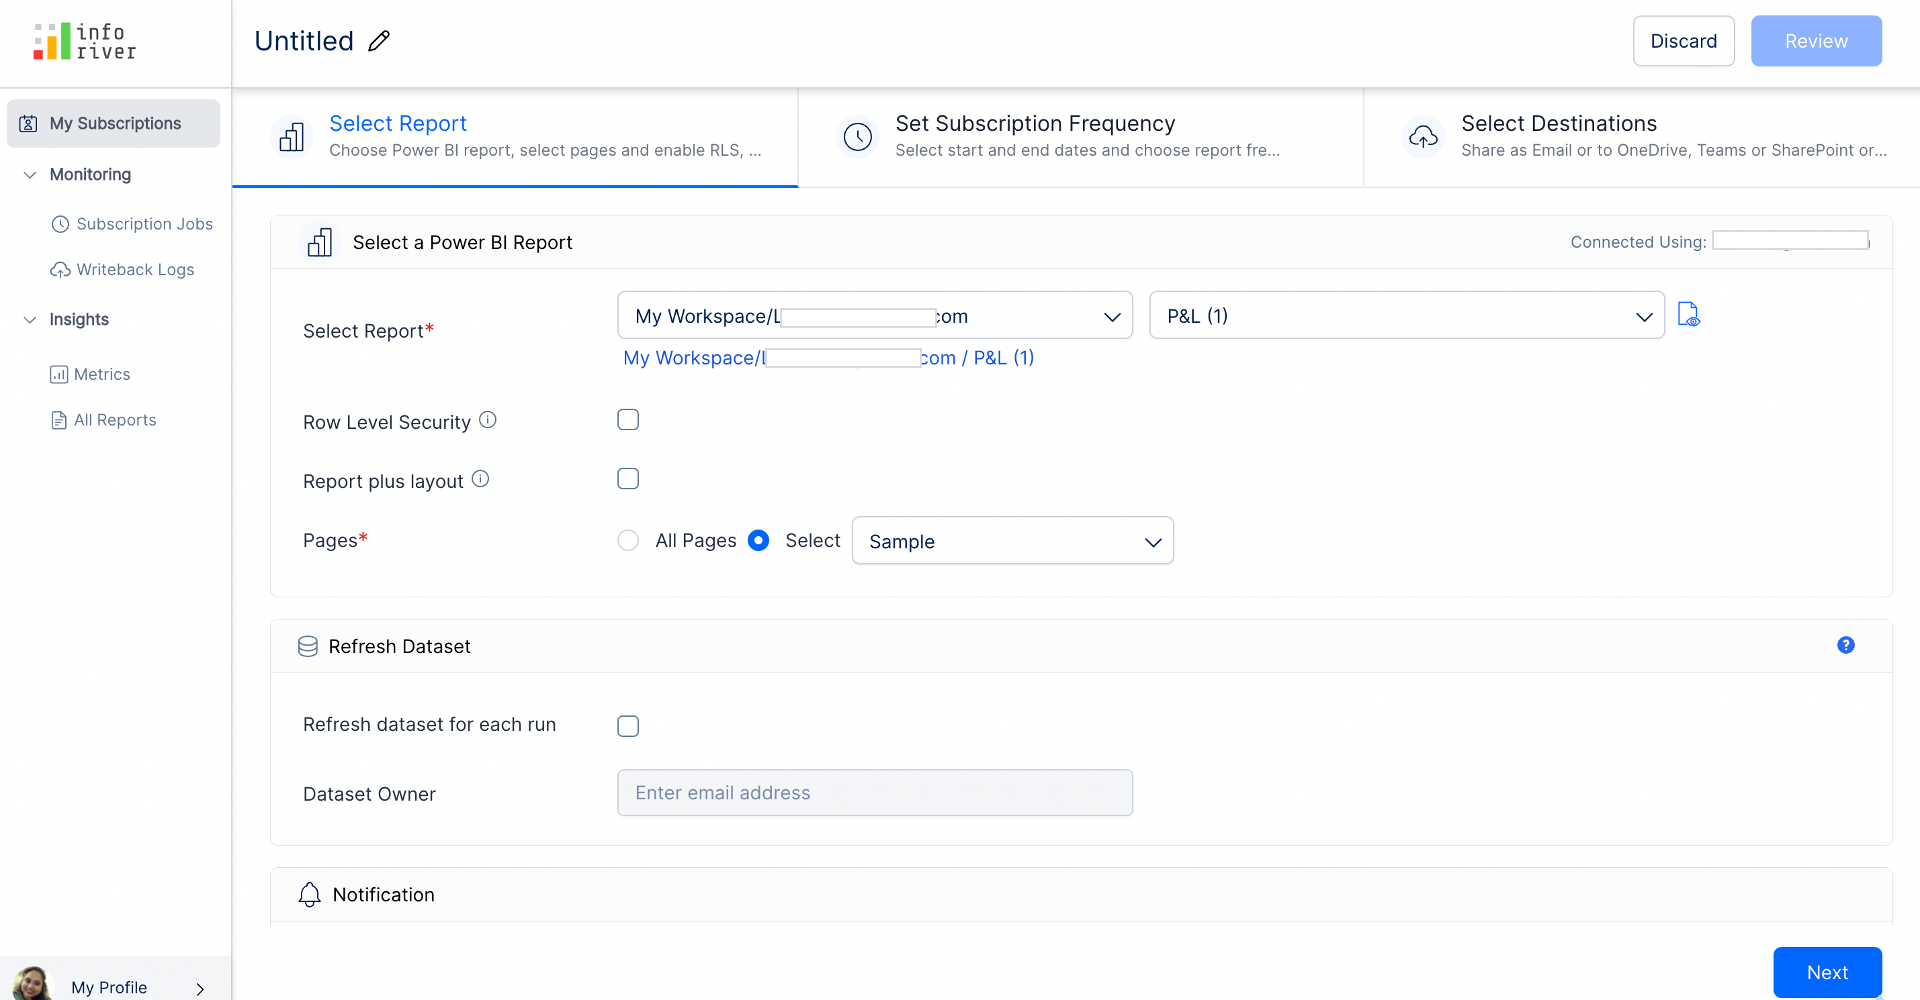 info
river
Untitled
Discard
Review
My Subscriptions
Monitoring
Subscription Jobs
Writeback Logs
Insights
Metrics
All Reports
My Profile
Select Report
Choose Power BI report, select pages and enable RLS, ...
Set Subscription Frequency
Select start and end dates and choose report fre...
Select Destinations
Share as Email or to OneDrive, Teams or SharePoint or...
Select a Power BI Report
Connected Using:
Select Report*
My Workspace/L com
P&L (1)
My Workspace/ com / P&L (1)
Row Level Security
Report plus layout
Pages*
All Pages
Select
Sample
Refresh Dataset
?
Refresh dataset for each run
Dataset Owner
Enter email address
Notification
Next